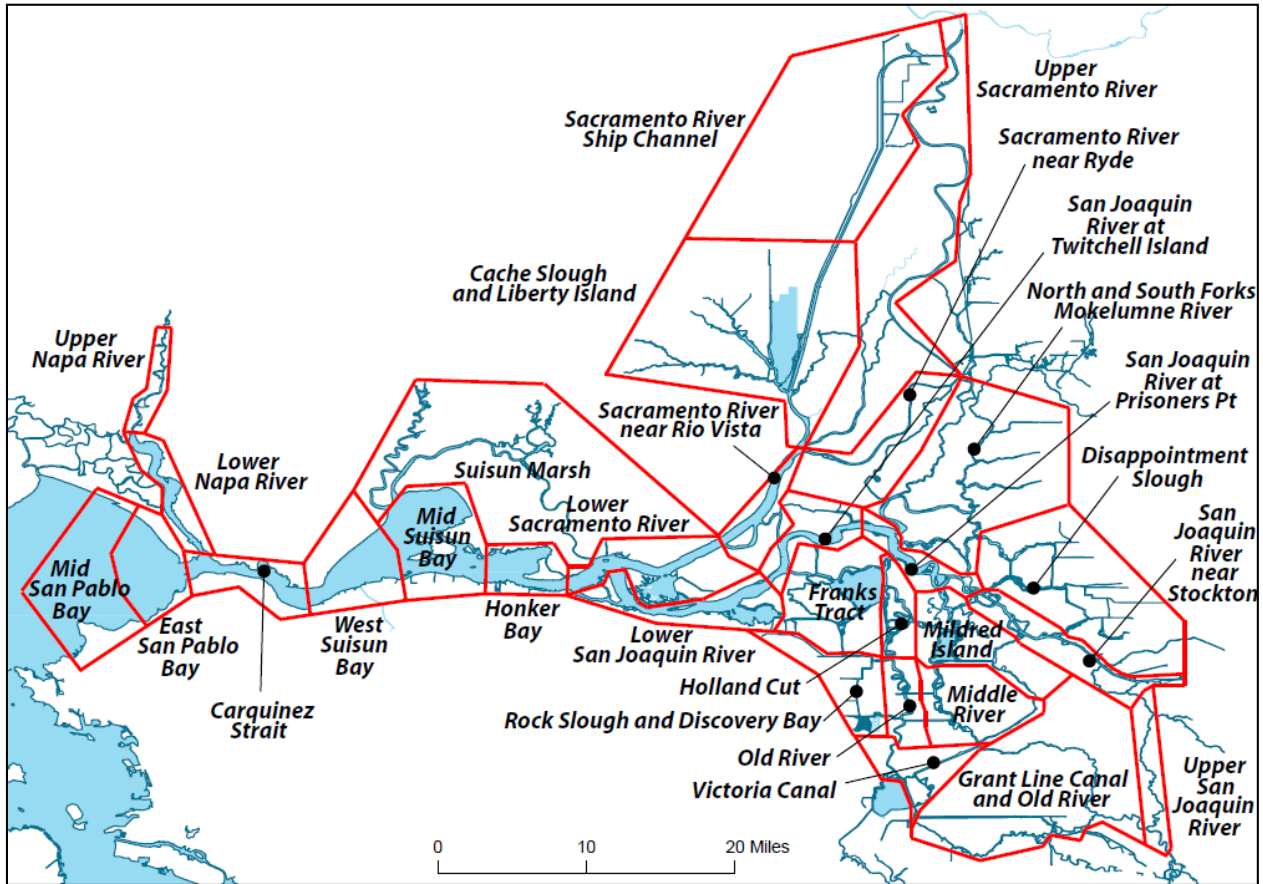 Upper
Sacramento River
Sacramento River
Ship Channel
Sacramento River
near Ryde
San Joaquin
River at
Twitchell Island
Cache Slough
and Liberty Island
North and South Forks
Mokelumne River
Upper
Napa River
San Joaquin
River at
Prisoners Pt
Sacramento River
near Rio Vista
Lower
Napa River
Suisun Marsh
Disappointment
Slough
Lower
Sacramento River
Mid
Suisun
Bay
San
Joaquin
River
near
Stockton
Mid
San Pablo
Bay
Franks
Tract
East
San Pablo
Bay
West
Suisun
Bay
Honker
Bay
Lower
San Joaquin River
Mildred
Island
Holland Cut
Carquinez
Strait
Rock Slough and Discovery Bay
Middle
River
Old River
Victoria Canal
Grant Line Canal
and Old River
Upper
San
Joaquin
River
0 10 20 Miles